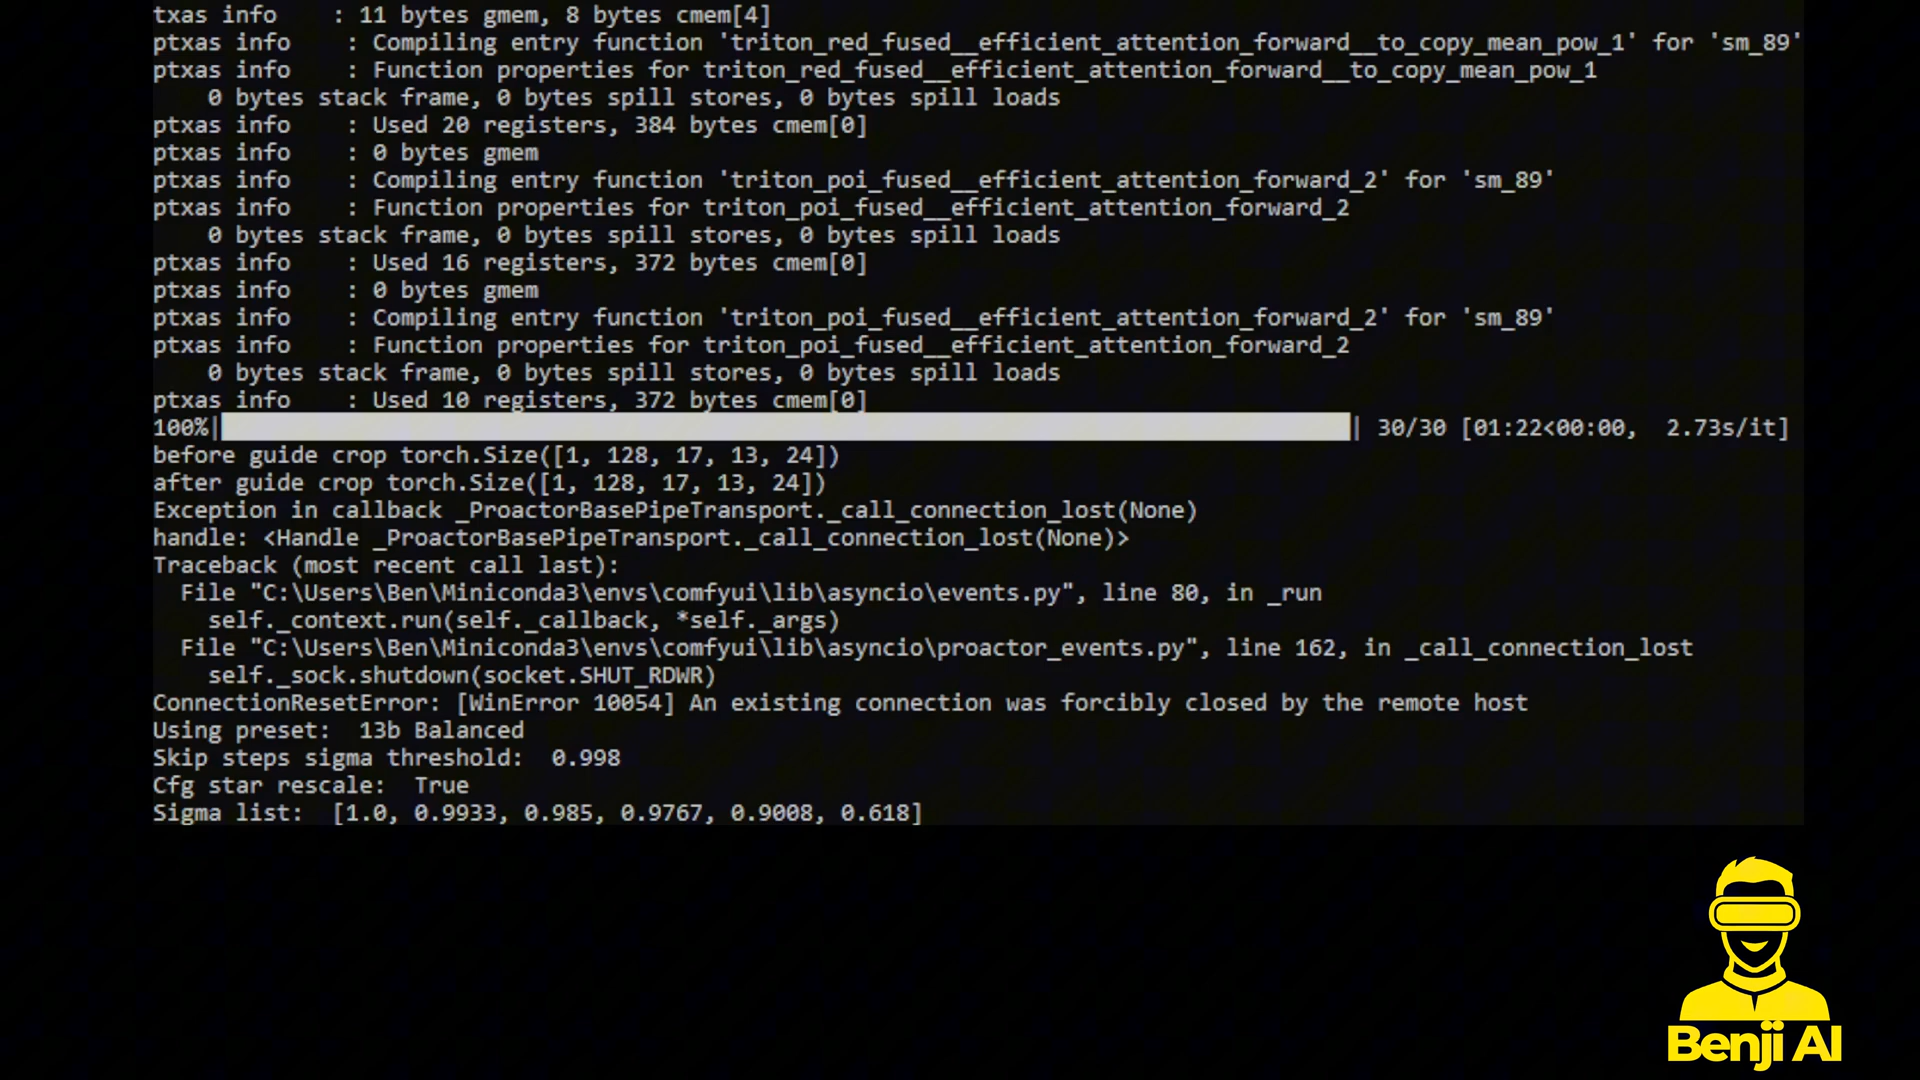 txas info    : 11 bytes gmem, 8 bytes cmem[4]
ptxas info    : Compiling entry function 'triton_red_fused__efficient_attention_forward__to_copy_mean_pow_1' for 'sm_89'
ptxas info    : Function properties for triton_red_fused__efficient_attention_forward__to_copy_mean_pow_1
    0 bytes stack frame, 0 bytes spill stores, 0 bytes spill loads
ptxas info    : Used 20 registers, 384 bytes cmem[0]
ptxas info    : 0 bytes gmem
ptxas info    : Compiling entry function 'triton_poi_fused__efficient_attention_forward_2' for 'sm_89'
ptxas info    : Function properties for triton_poi_fused__efficient_attention_forward_2
    0 bytes stack frame, 0 bytes spill stores, 0 bytes spill loads
ptxas info    : Used 16 registers, 372 bytes cmem[0]
ptxas info    : 0 bytes gmem
ptxas info    : Compiling entry function 'triton_poi_fused__efficient_attention_forward_2' for 'sm_89'
ptxas info    : Function properties for triton_poi_fused__efficient_attention_forward_2
    0 bytes stack frame, 0 bytes spill stores, 0 bytes spill loads
ptxas info    : Used 10 registers, 372 bytes cmem[0]
100%| | 30/30 [01:22<00:00,  2.73s/it]
before guide crop torch.Size([1, 128, 17, 13, 24])
after guide crop torch.Size([1, 128, 17, 13, 24])
Exception in callback _ProactorBasePipeTransport._call_connection_lost(None)
handle: <Handle _ProactorBasePipeTransport._call_connection_lost(None)>
Traceback (most recent call last):
  File "C:\Users\Ben\Miniconda3\envs\comfyui\lib\asyncio\events.py", line 80, in _run
    self._context.run(self._callback, *self._args)
  File "C:\Users\Ben\Miniconda3\envs\comfyui\lib\asyncio\proactor_events.py", line 162, in _call_connection_lost
    self._sock.shutdown(socket.SHUT_RDWR)
ConnectionResetError: [WinError 10054] An existing connection was forcibly closed by the remote host
Using preset:  13b Balanced
Skip steps sigma threshold:  0.998
Cfg star rescale:  True
Sigma list:  [1.0, 0.9933, 0.985, 0.9767, 0.9008, 0.618]
Benji AI